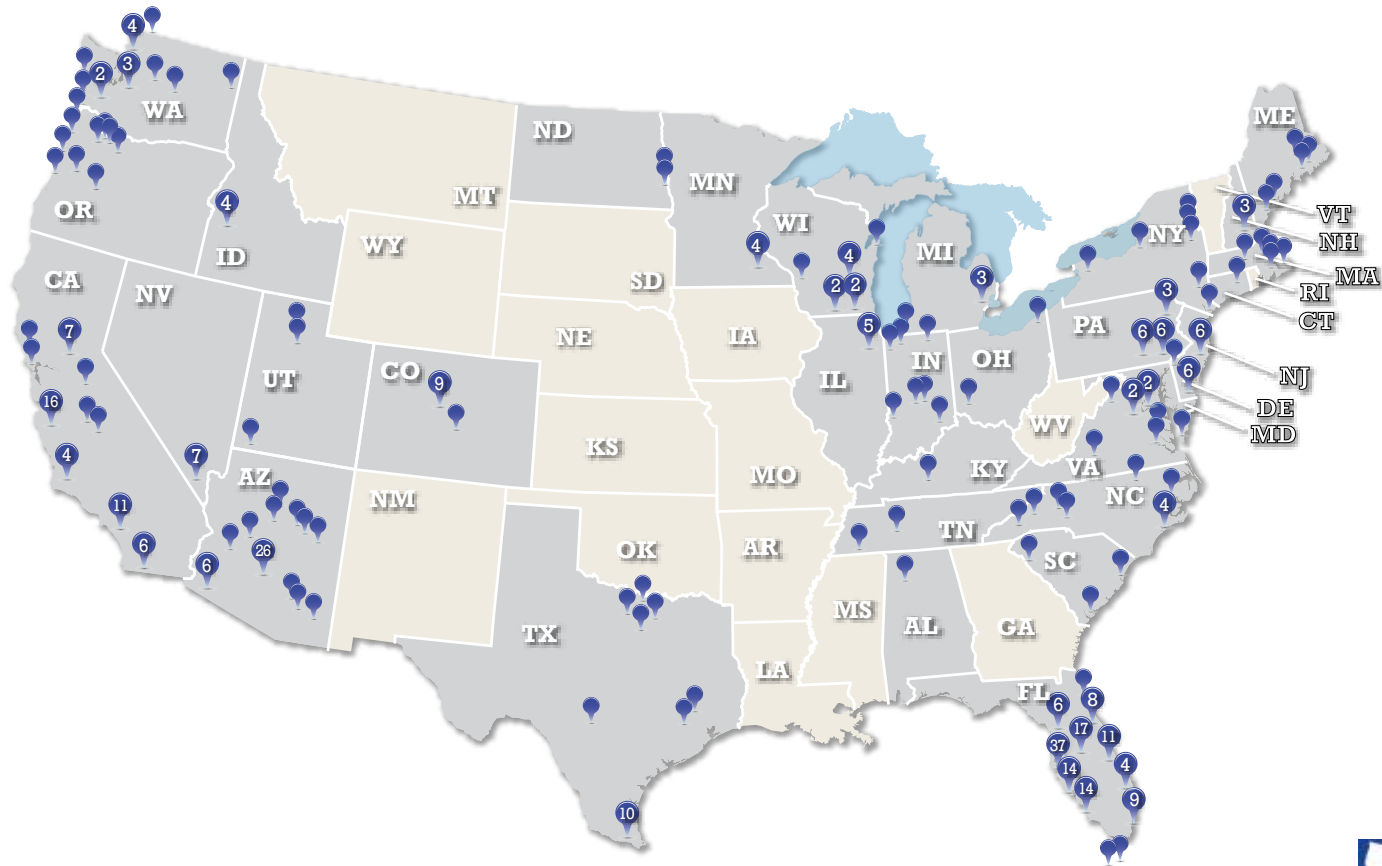 4
3
2
WA
ME
ND
MN
MT
OR
4
ID
WY
SD
WI
4
4
2
2
MI
3
NY
3
VT
NH
MA
RI
CT
CA
NV
7
16
4
11
6
7
UT
CO
9
NE
IA
IL
5
IN
OH
PA
3
6
6
6
NJ
6
DE
MD
2
2
WV
VA
KY
KS
MO
AZ
26
6
NM
OK
AR
TN
NC
4
SC
TX
10
LA
MS
AL
GA
FL
6
8
17
37
11
14
4
14
9